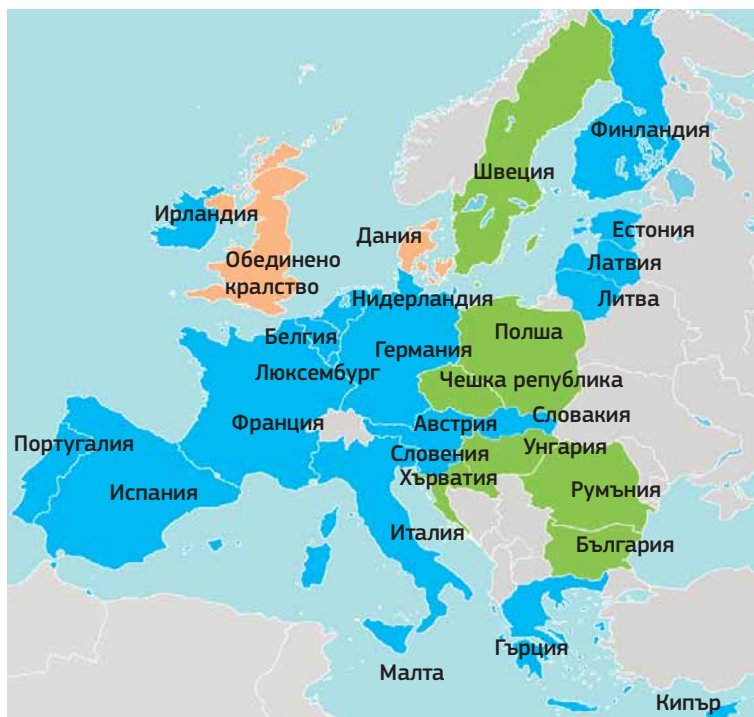 Финландия
Швеция
Ирландия
Естония
Дания
Обединено
кралство
Латвия
Литва
Нидерландия
Полша
Белгия
Германия
Люксембург
Чешка република
Словакия
Франция
Австрия
Португалия
Унгария
Словения
Хърватия
Испания
Румъния
Италия
България
Гърция
Малта
Кипър